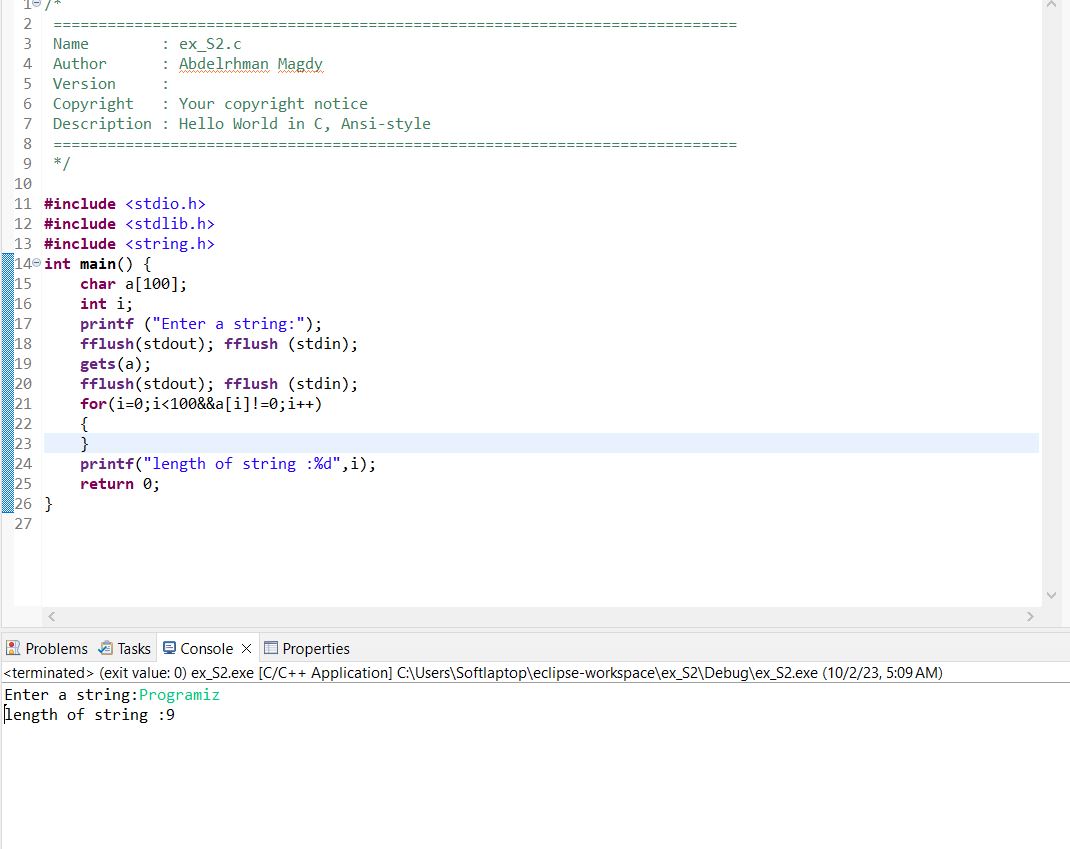 1 /*
2 ============================================================================
3 Name        : ex_S2.c
4 Author      : Abdelrhman Magdy
5 Version     :
6 Copyright   : Your copyright notice
7 Description : Hello World in C, Ansi-style
8 ============================================================================
9 */
10
11 #include <stdio.h>
12 #include <stdlib.h>
13 #include <string.h>
14 int main() {
15     char a[100];
16     int i;
17     printf ("Enter a string:");
18     fflush(stdout); fflush (stdin);
19     gets(a);
20     fflush(stdout); fflush (stdin);
21     for(i=0;i<100&&a[i]!=0;i++)
22     {
23     }
24     printf("length of string :%d",i);
25     return 0;
26 }
27
Problems Tasks Console Properties
<terminated> (exit value: 0) ex_S2.exe [C/C++ Application] C:\Users\Softlaptop\eclipse-workspace\ex_S2\Debug\ex_S2.exe (10/2/23, 5:09 AM)
Enter a string:Programiz
length of string :9